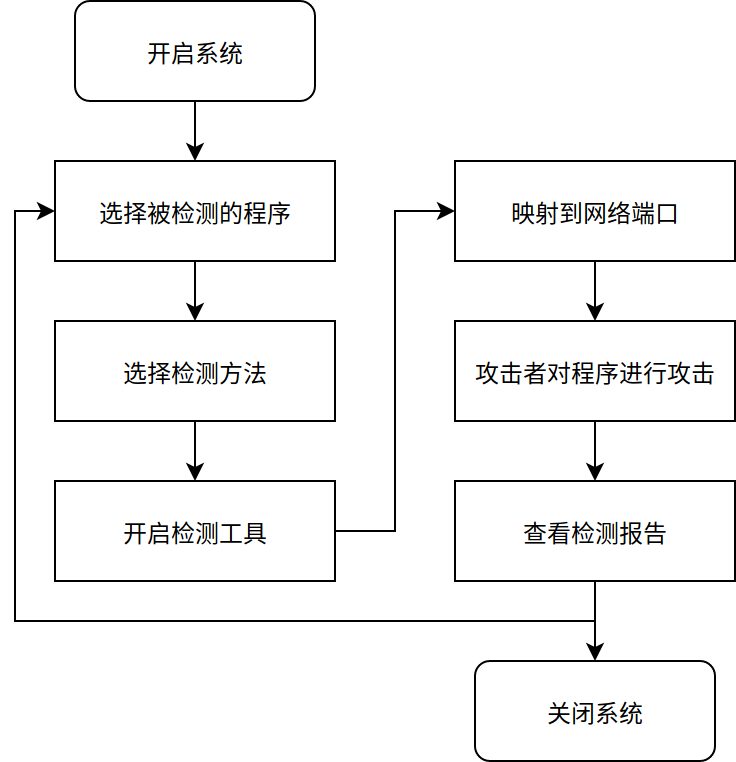 开启系统
选择被检测的程序
选择检测方法
开启检测工具
映射到网络端口
攻击者对程序进行攻击
查看检测报告
关闭系统